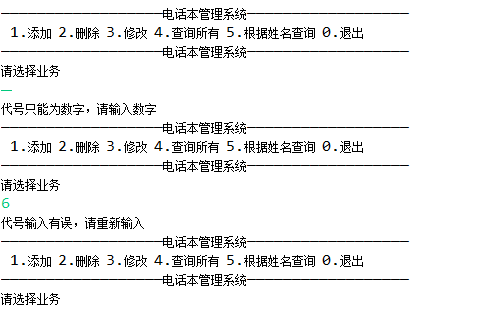 ————————————————电话本管理系统————————————————
1.添加 2.删除 3.修改 4.查询所有 5.根据姓名查询 0.退出
————————————————电话本管理系统————————————————
请选择业务
一
代号只能为数字，请输入数字
————————————————电话本管理系统————————————————
1.添加 2.删除 3.修改 4.查询所有 5.根据姓名查询 0.退出
————————————————电话本管理系统————————————————
请选择业务
6
代号输入有误，请重新输入
————————————————电话本管理系统————————————————
1.添加 2.删除 3.修改 4.查询所有 5.根据姓名查询 0.退出
————————————————电话本管理系统————————————————
请选择业务